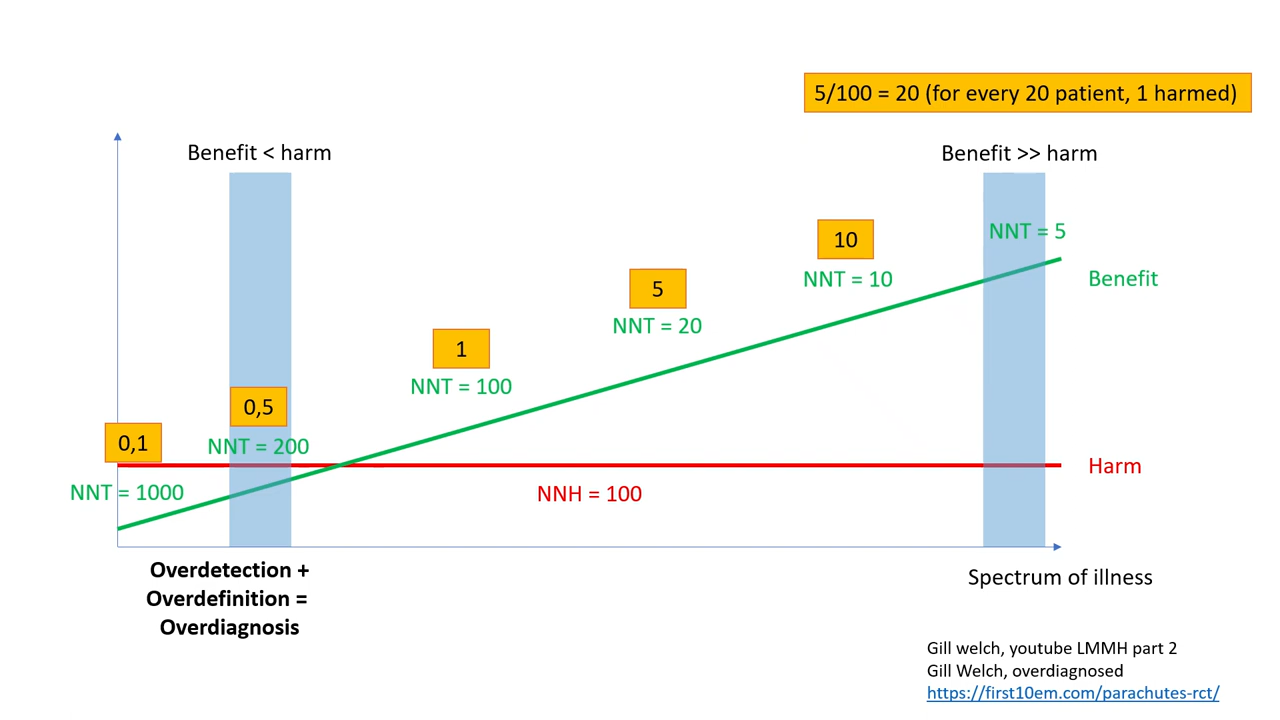 5/100 = 20 (for every 20 patient, 1 harmed)
Benefit < harm
Benefit >> harm
NNT = 5
10
NNT = 10
Benefit
5
NNT = 20
1
NNT = 100
0,5
NNT = 200
0,1
NNT = 1000
Harm
NNH = 100
Overdetection +
Overdefinition =
Overdiagnosis
Spectrum of illness
Gill welch, youtube LMMH part 2
Gill Welch, overdiagnosed
https://first10em.com/parachutes-rct/